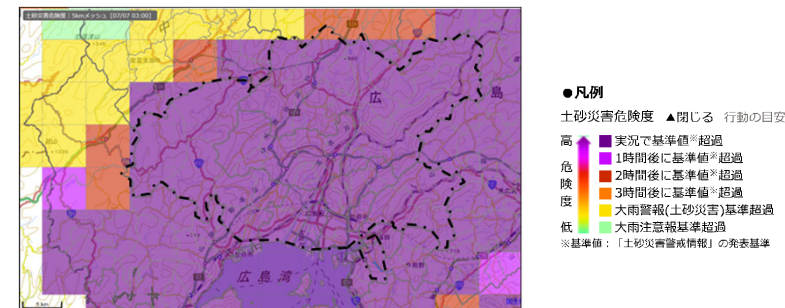 土砂災害危険度|5kmメッシュ [07/07 03:00]
中
広
島
広島湾
5 km
●凡例
土砂災害危険度 ▲閉じる 行動の目安
高
危
険
度
低
実況で基準値※超過
1時間後に基準値※超過
2時間後に基準値※超過
3時間後に基準値※超過
大雨警報(土砂災害)基準超過
大雨注意報基準超過
※基準値：「土砂災害警戒情報」の発表基準